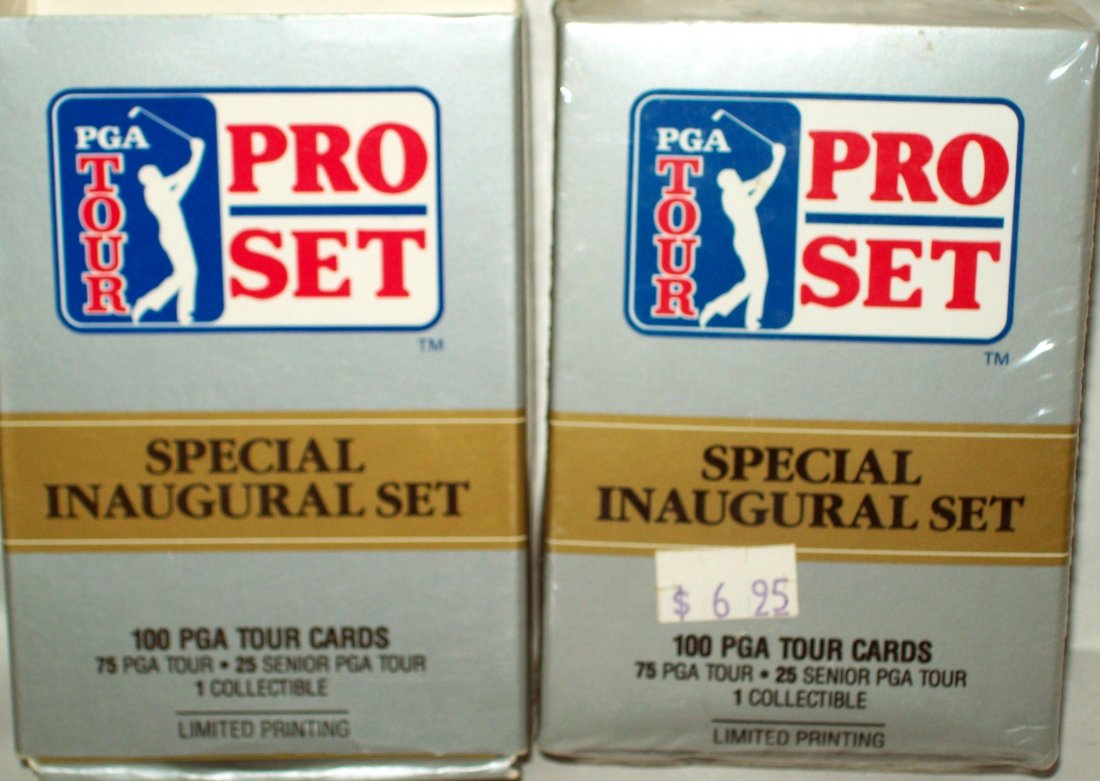 PGA
TOUR
PRO
SET
TM
SPECIAL
INAUGURAL SET
100 PGA TOUR CARDS
75 PGA TOUR • 25 SENIOR PGA TOUR
1 COLLECTIBLE
LIMITED PRINTING
PGA
TOUR
PRO
SET
TM
SPECIAL
INAUGURAL SET
$ 6 95
100 PGA TOUR CARDS
75 PGA TOUR • 25 SENIOR PGA TOUR
1 COLLECTIBLE
LIMITED PRINTING